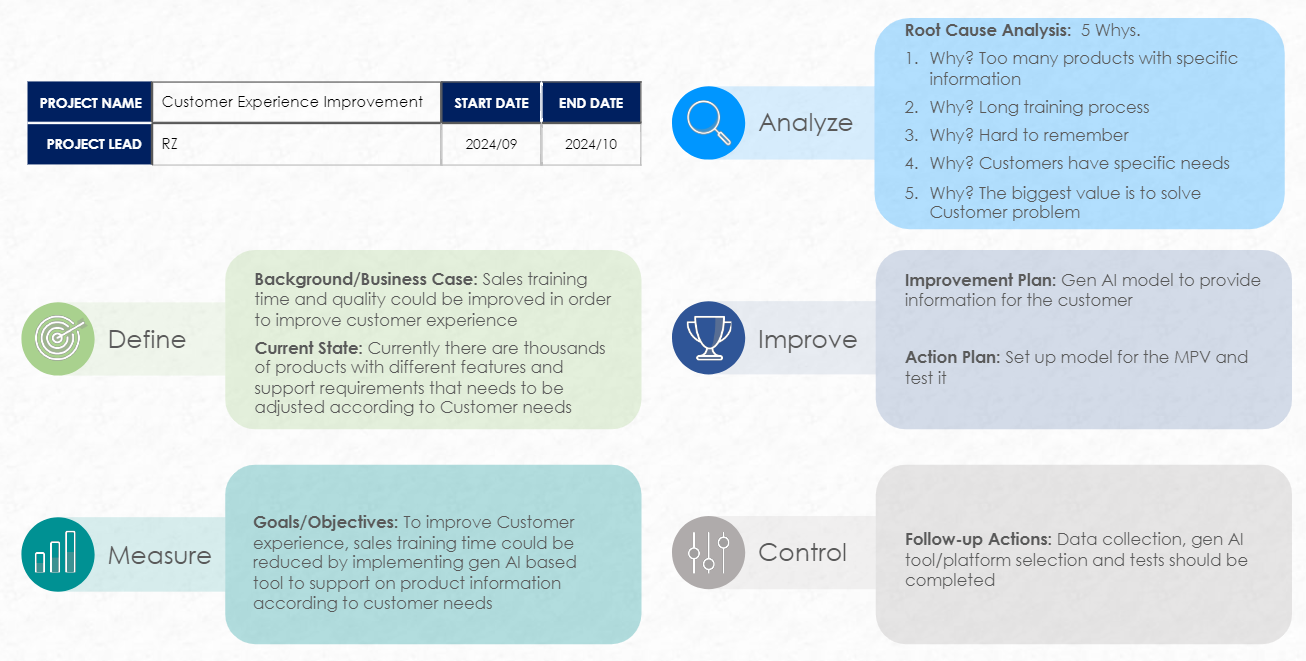 PROJECT NAME Customer Experience Improvement START DATE END DATE
PROJECT LEAD RZ 2024/09 2024/10
Define
Background/Business Case: Sales training
time and quality could be improved in order
to improve customer experience
Current State: Currently there are thousands
of products with different features and
support requirements that needs to be
adjusted according to Customer needs
Measure
Goals/Objectives: To improve Customer
experience, sales training time could be
reduced by implementing gen AI based
tool to support on product information
according to customer needs
Analyze
Root Cause Analysis: 5 Whys.
1. Why? Too many products with specific
information
2. Why? Long training process
3. Why? Hard to remember
4. Why? Customers have specific needs
5. Why? The biggest value is to solve
Customer problem
Improve
Improvement Plan: Gen AI model to provide
information for the customer
Action Plan: Set up model for the MPV and
test it
Control
Follow-up Actions: Data collection, gen AI
tool/platform selection and tests should be
completed